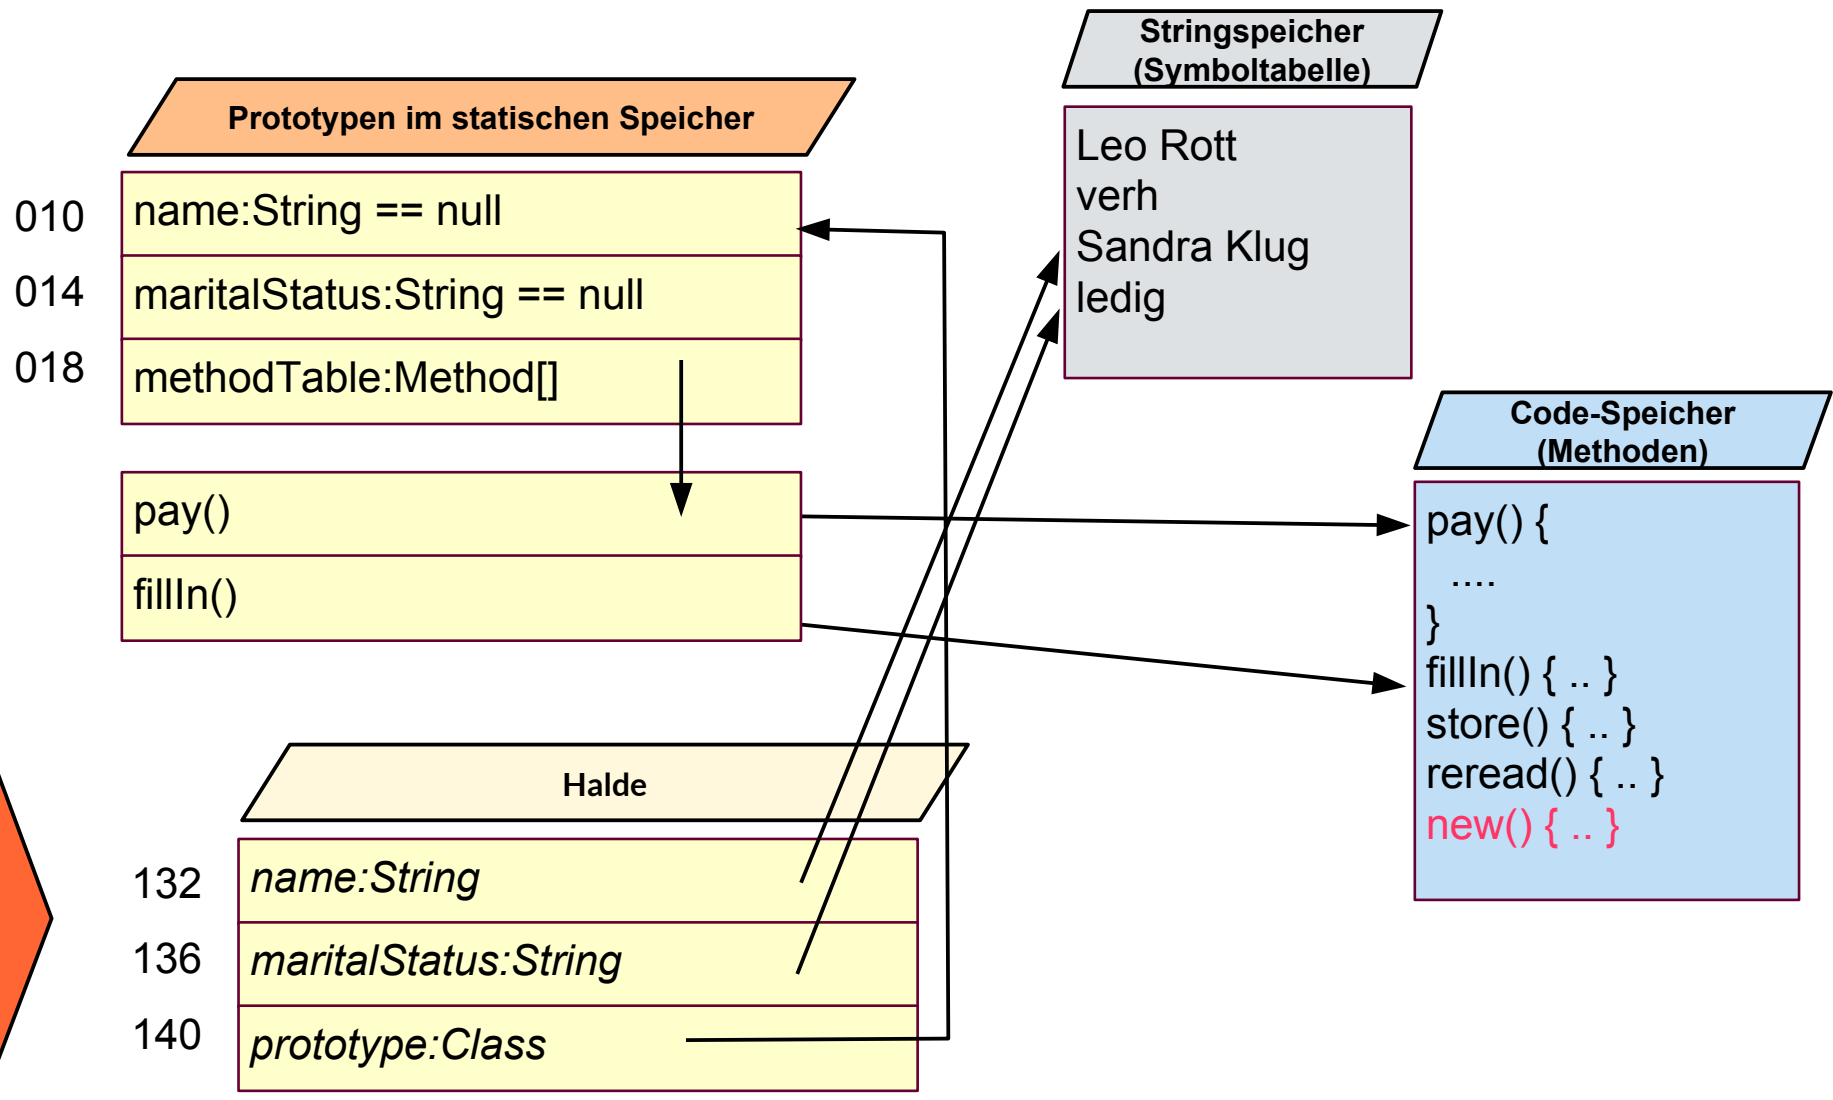 Stringspeicher
(Symboltabelle)
Prototypen im statischen Speicher
Leo Rott
verh
Sandra Klug
ledig
010
name:String == null
014
maritalStatus:String == null
018
methodTable:Method[]
pay()
fillIn()
Code-Speicher
(Methoden)
pay() {
....
}
fillIn() { .. }
store() { .. }
reread() { .. }
new() { .. }
Halde
132
name:String
136
maritalStatus:String
140
prototype:Class